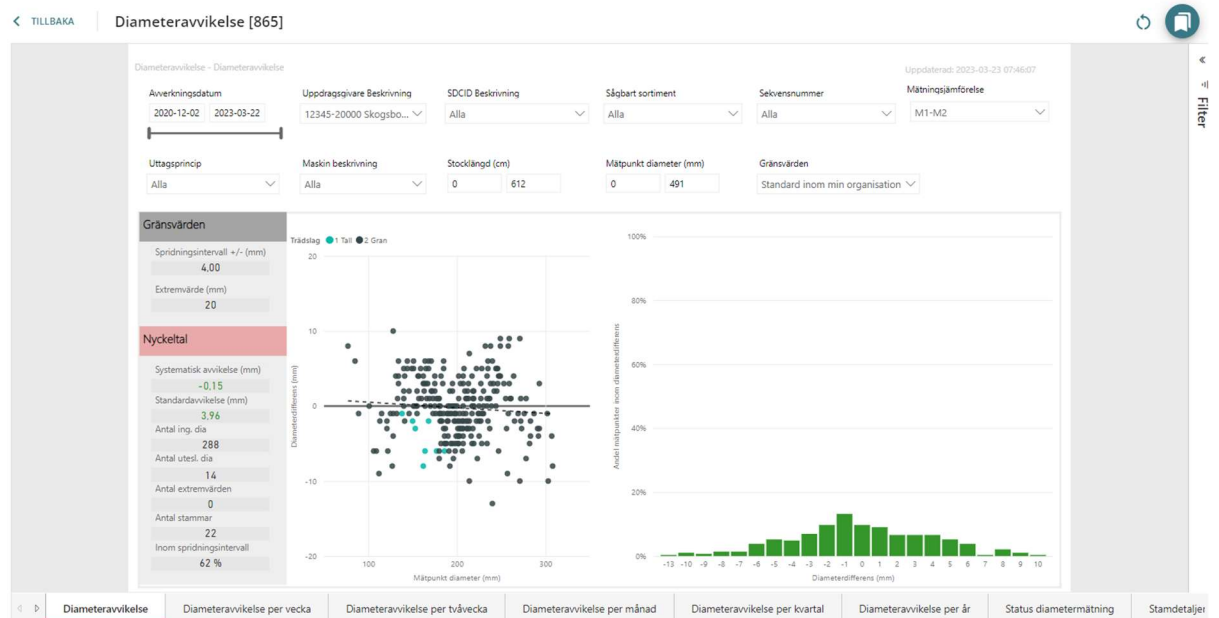 TILLBAKA
Diameteravvikelse [865]
Diameteravvikelse - Diameteravvikelse
Uppdaterad: 2023-03-23 07:46:07
Avverkningsdatum
Uppdragsgivare Beskrivning
SDCID Beskrivning
Sågbart sortiment
Sekvensnummer
Mätningsjämförelse
2020-12-02 2023-03-22
12345-20000 Skogsbo...
Alla
Alla
Alla
M1-M2
Filter
Uttagsprincip
Maskin beskrivning
Stocklängd (cm)
Mätpunkt diameter (mm)
Gränsvärden
Alla
Alla
0 612
0 491
Standard inom min organisation
Gränsvärden
Spridningsintervall +/- (mm)
4,00
Extremvärde (mm)
20
Nyckeltal
Systematisk avvikelse (mm)
-0,15
Standardavvikelse (mm)
3,96
Antal ing. dia
288
Antal utesl. dia
14
Antal extremvärden
0
Antal stammar
22
Inom spridningsintervall
62 %
Trädslag 1 Tall 2 Gran
20
10
0
-10
-20
Diameterdifferens (mm)
100 200 300
Mätpunkt diameter (mm)
100%
80%
60%
40%
20%
0%
Andel mätpunkter inom diameterdifferens
-13 -10 -9 -8 -7 -6 -5 -4 -3 -2 -1 0 1 2 3 4 5 6 7 8 9 10
Diameterdifferens (mm)
Diameteravvikelse
Diameteravvikelse per vecka
Diameteravvikelse per tvåvecka
Diameteravvikelse per månad
Diameteravvikelse per kvartal
Diameteravvikelse per år
Status diametermätning
Stamdetaljer